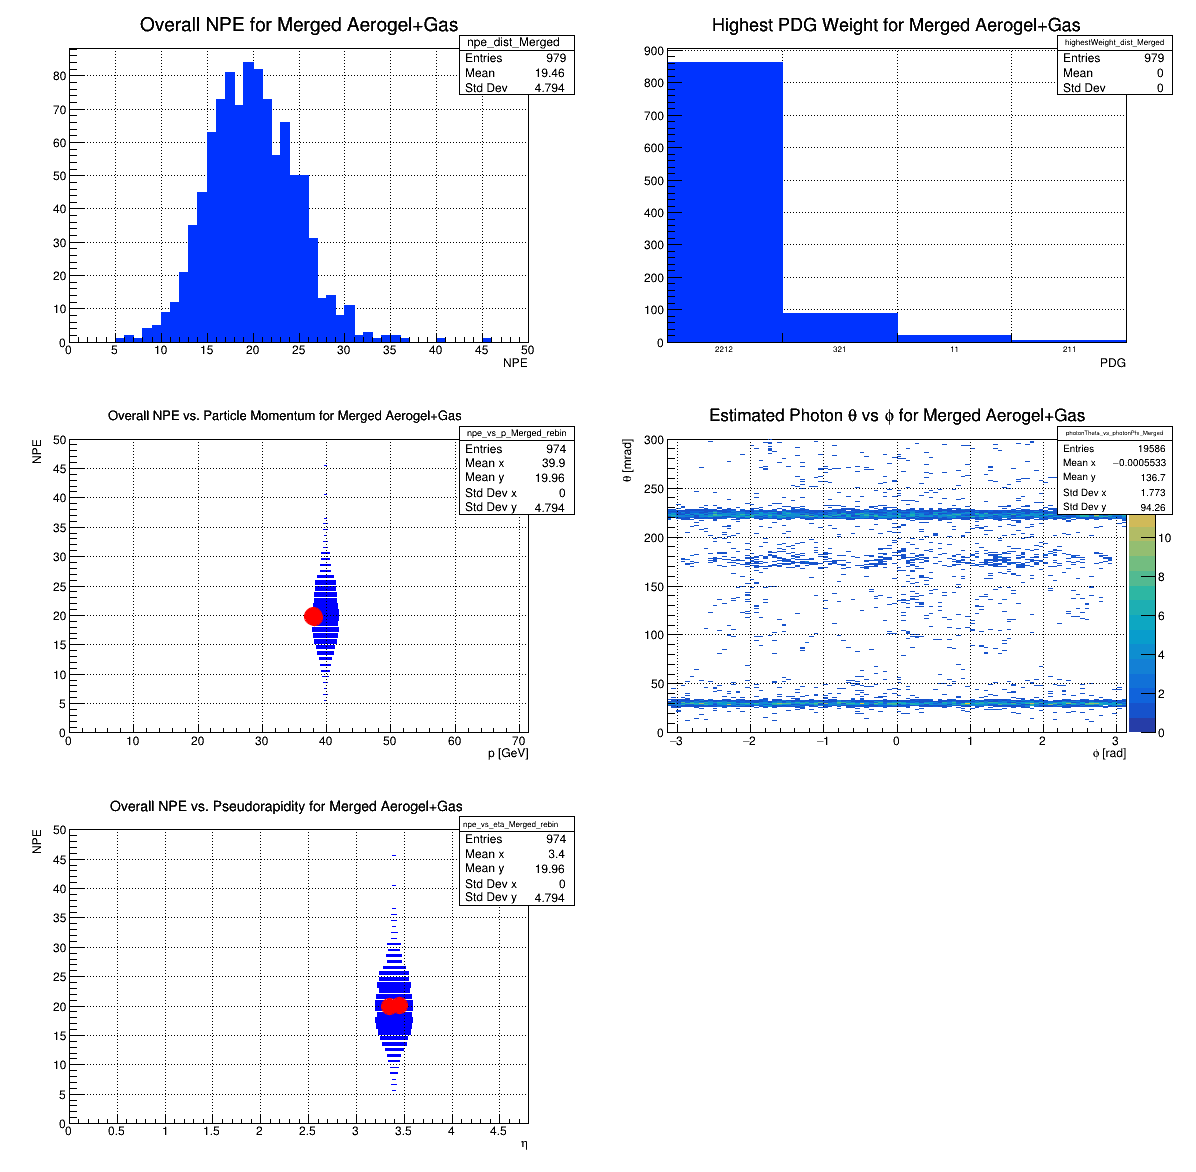 Overall NPE for Merged Aerogel+Gas
npe_dist_Merged
Entries 979
Mean 19.46
Std Dev 4.794
80
70
60
50
40
30
20
10
0
0 5 10 15 20 25 30 35 40 45 50
NPE
Highest PDG Weight for Merged Aerogel+Gas
highestWeight_dist_Merged
Entries 979
Mean 0
Std Dev 0
900
800
700
600
500
400
300
200
100
0
2212 321 11 211
PDG
Overall NPE vs. Particle Momentum for Merged Aerogel+Gas
npe_vs_p_Merged_rebin
Entries 974
Mean x 39.9
Mean y 19.96
Std Dev x 0
Std Dev y 4.794
NPE
50
45
40
35
30
25
20
15
10
5
0
0 10 20 30 40 50 60 70
p [GeV]
Estimated Photon θ vs ϕ for Merged Aerogel+Gas
photonTheta_vs_photonPhi_Merged
Entries 19586
Mean x −0.0005533
Mean y 136.7
Std Dev x 1.773
Std Dev y 94.26
θ [mrad]
300
250
200
150
100
50
0
−3 −2 −1 0 1 2 3
ϕ [rad]
10
8
6
4
2
0
Overall NPE vs. Pseudorapidity for Merged Aerogel+Gas
npe_vs_eta_Merged_rebin
Entries 974
Mean x 3.4
Mean y 19.96
Std Dev x 0
Std Dev y 4.794
NPE
50
45
40
35
30
25
20
15
10
5
0
0 0.5 1 1.5 2 2.5 3 3.5 4 4.5
η